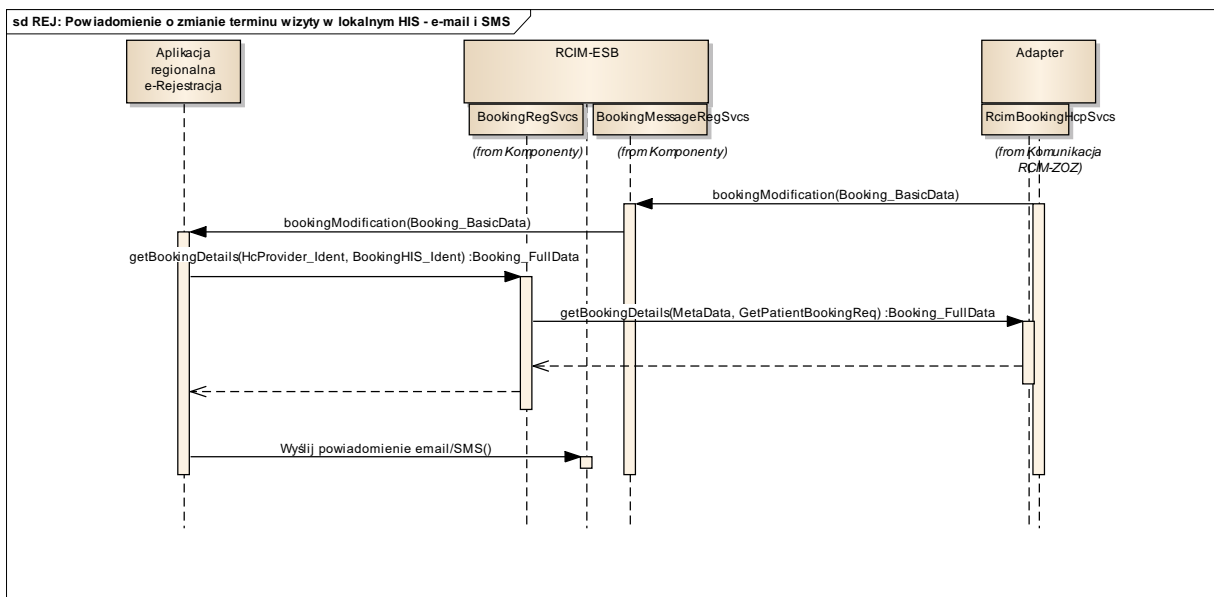 sd REJ: Powiadomienie o zmianie terminu wizyty w lokalnym HIS - e-mail i SMS
Aplikacja
regionalna
e-Rejestracja
RCIM-ESB
Adapter
BookingRegSvcs
BookingMessageRegSvcs
RcimBookingHcpSvcs
(from Komponenty)
(from Komponenty)
(from Komunikacja
RCIM-ZOZ)
bookingModification(Booking_BasicData)
bookingModification(Booking_BasicData)
getBookingDetails(HcProvider_Ident, BookingHIS_Ident) :Booking_FullData
getBookingDetails(MetaData, GetPatientBookingReq) :Booking_FullData
Wyślij powiadomienie email/SMS()